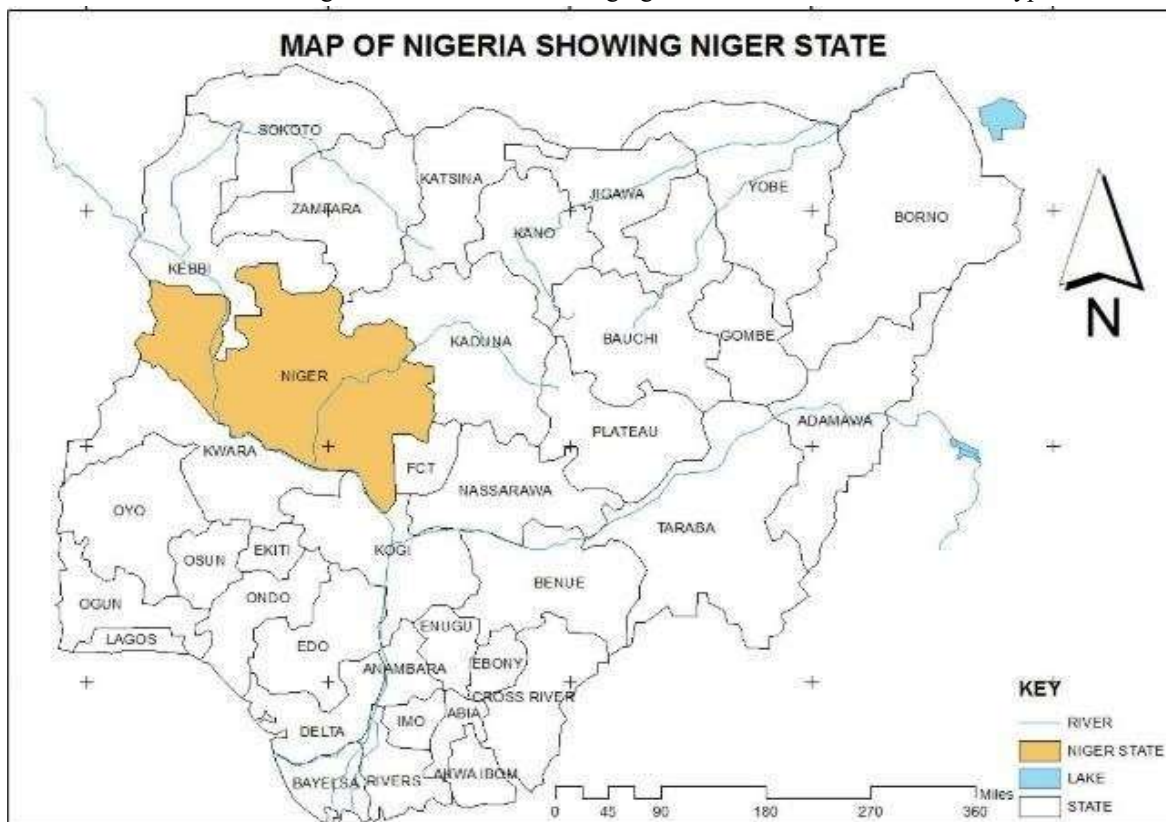 MAP OF NIGERIA SHOWING NIGER STATE
SOKOTO
KATSINA
ZAMFARA
JIGAWA
YOBE
KANO
BORNO
KEBBI
NIGER
KADUNA
BAUCHI
GOMBE
PLATEAU
ADAMAWA
KWARA
FCT
NASSARAWA
OYO
TARABA
OSUN
EKITI
KOGI
BENUE
OGUN
ONDO
LAGOS
EDO
ENUGU
ANAMBARA
EBONY
CROSS RIVER
DELTA
IMO
ABIA
BAYELSA
RIVERS
AKWA IBOM
N
KEY
RIVER
NIGER STATE
LAKE
STATE
Miles
0 45 90 180 270 360